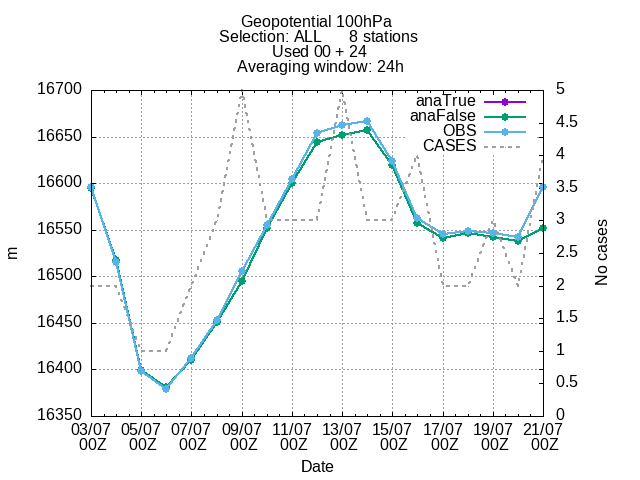 Geopotential 100hPa
Selection: ALL 8 stations
Used 00 + 24
Averaging window: 24h
16700
16650
16600
16550
16500
16450
16400
16350
m
5
4.5
4
3.5
3
2.5
2
1.5
1
0.5
0
No cases
anaTrue
anaFalse
OBS
CASES
03/07 05/07 07/07 09/07 11/07 13/07 15/07 17/07 19/07 21/07
00Z 00Z 00Z 00Z 00Z 00Z 00Z 00Z 00Z 00Z
Date